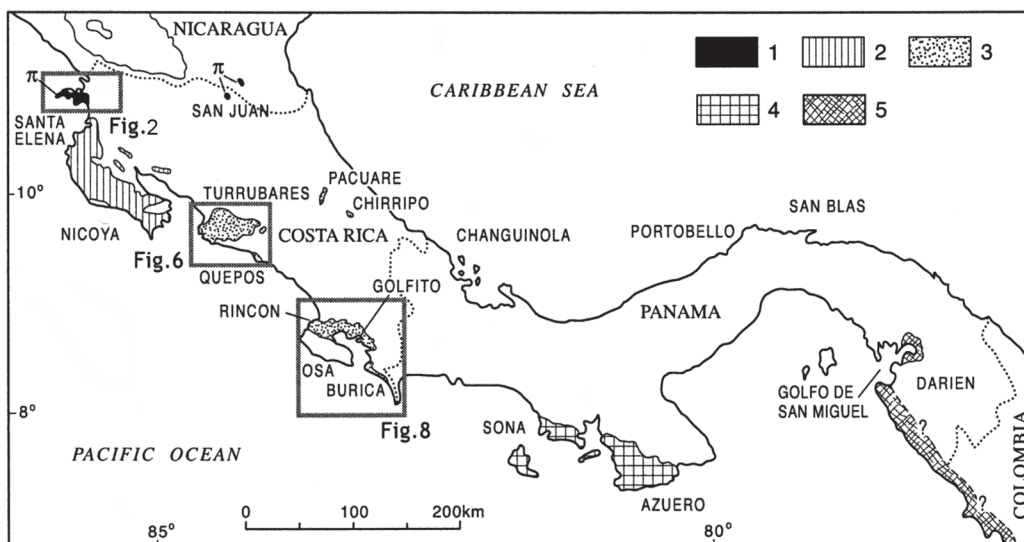 NICARAGUA
1
2
3
π
π
CARIBBEAN SEA
SAN JUAN
4
5
SANTA
ELENA
Fig.2
PACUARE
10°
TURRUBARES
CHIRRIPO
SAN BLAS
NICOYA
COSTA RICA
CHANGUINOLA
PORTOBELLO
Fig.6
QUEPOS
GOLFITO
RINCON
PANAMA
OSA
BURICA
GOLFO DE
SAN MIGUEL
DARIEN
8°
Fig.8
SONA
?
COLOMBIA
PACIFIC OCEAN
AZUERO
?
0 100 200km
85°
80°